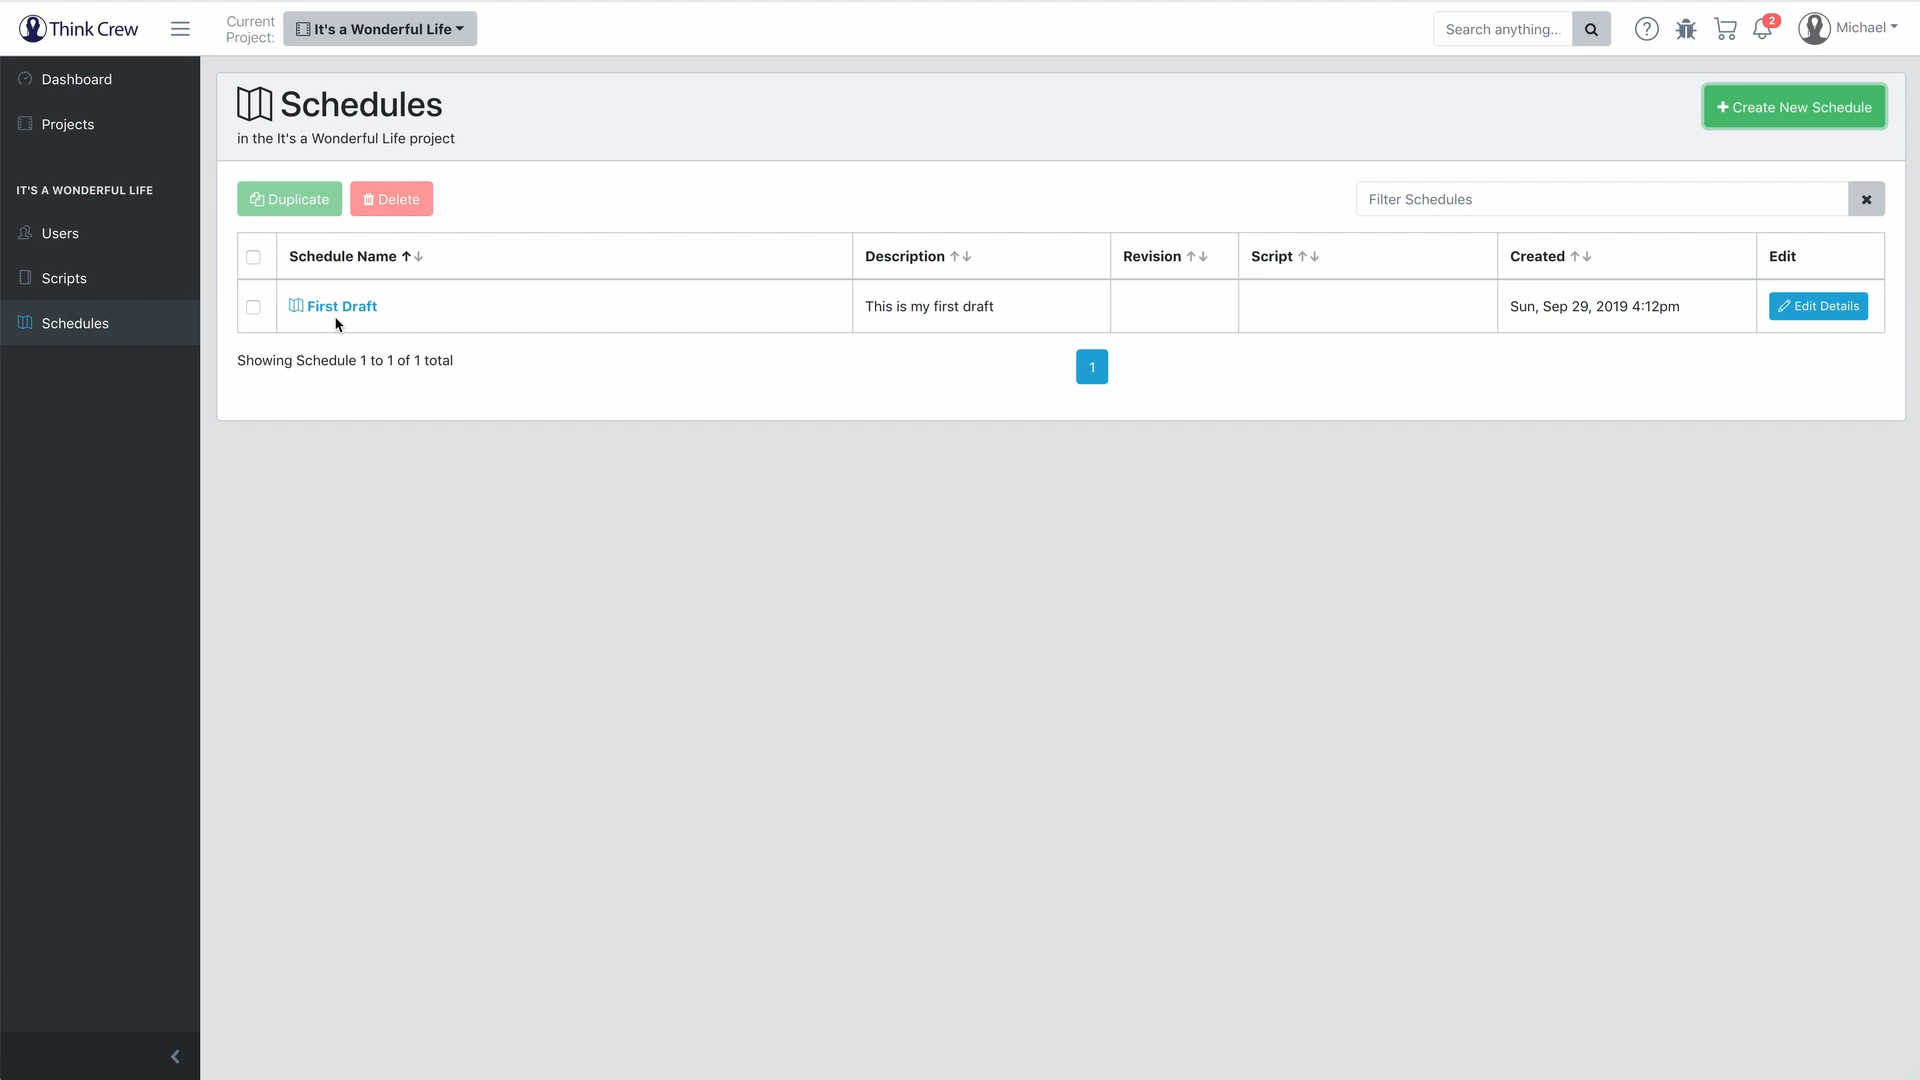 Think Crew
Current
Project:
It's a Wonderful Life
Search anything...
2
Michael
Dashboard
Projects
IT'S A WONDERFUL LIFE
Users
Scripts
Schedules
Schedules
in the It's a Wonderful Life project
+ Create New Schedule
Duplicate
Delete
Filter Schedules
Schedule Name
Description
Revision
Script
Created
Edit
First Draft
This is my first draft
Sun, Sep 29, 2019 4:12pm
Edit Details
Showing Schedule 1 to 1 of 1 total
1